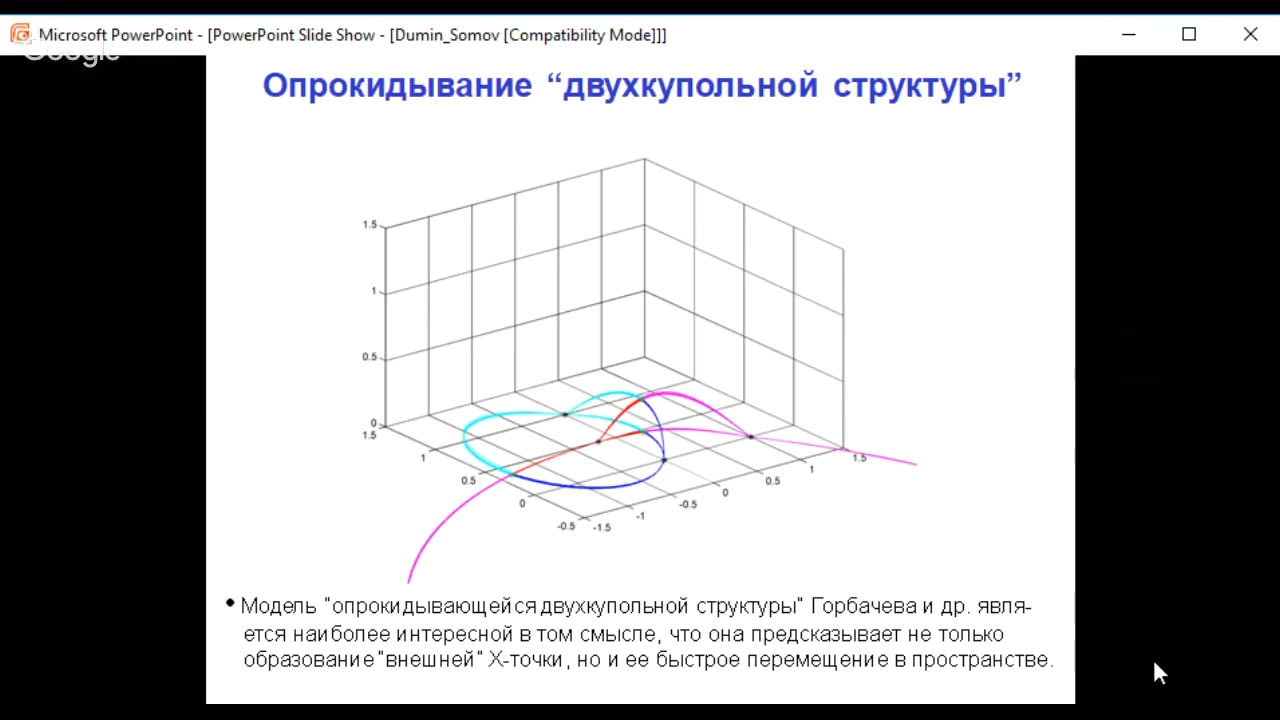 Microsoft PowerPoint - [PowerPoint Slide Show - [Dumin_Somov [Compatibility Mode]]]
Google
Опрокидывание “двухкупольной структуры”
1.5
1
0.5
0
1.5
1
0.5
0
-0.5
-1.5
-1
-0.5
0
0.5
1
1.5
• Модель "опрокидывающейся двухкупольной структуры" Горбачева и др. явля-
ется наиболее интересной в том смысле, что она предсказывает не только
образование "внешней" X-точки, но и ее быстрое перемещение в пространстве.